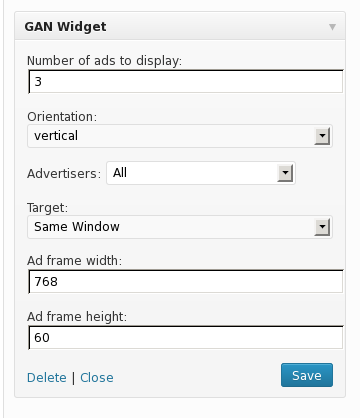 GAN Widget
Number of ads to display:
3
Orientation:
vertical
Advertisers: All
Target:
Same Window
Ad frame width:
768
Ad frame height:
60
Delete | Close Save